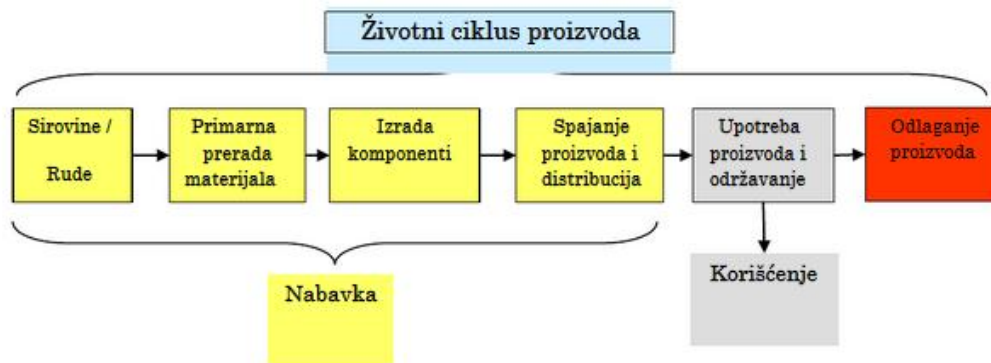 Životni ciklus proizvoda
Sirovine /
Rude
Primarna
prerada
materijala
Izrada
komponenti
Spajanje
proizvoda i
distribucija
Upotreba
proizvoda i
održavanje
Odlaganje
proizvoda
Nabavka
Korišćenje